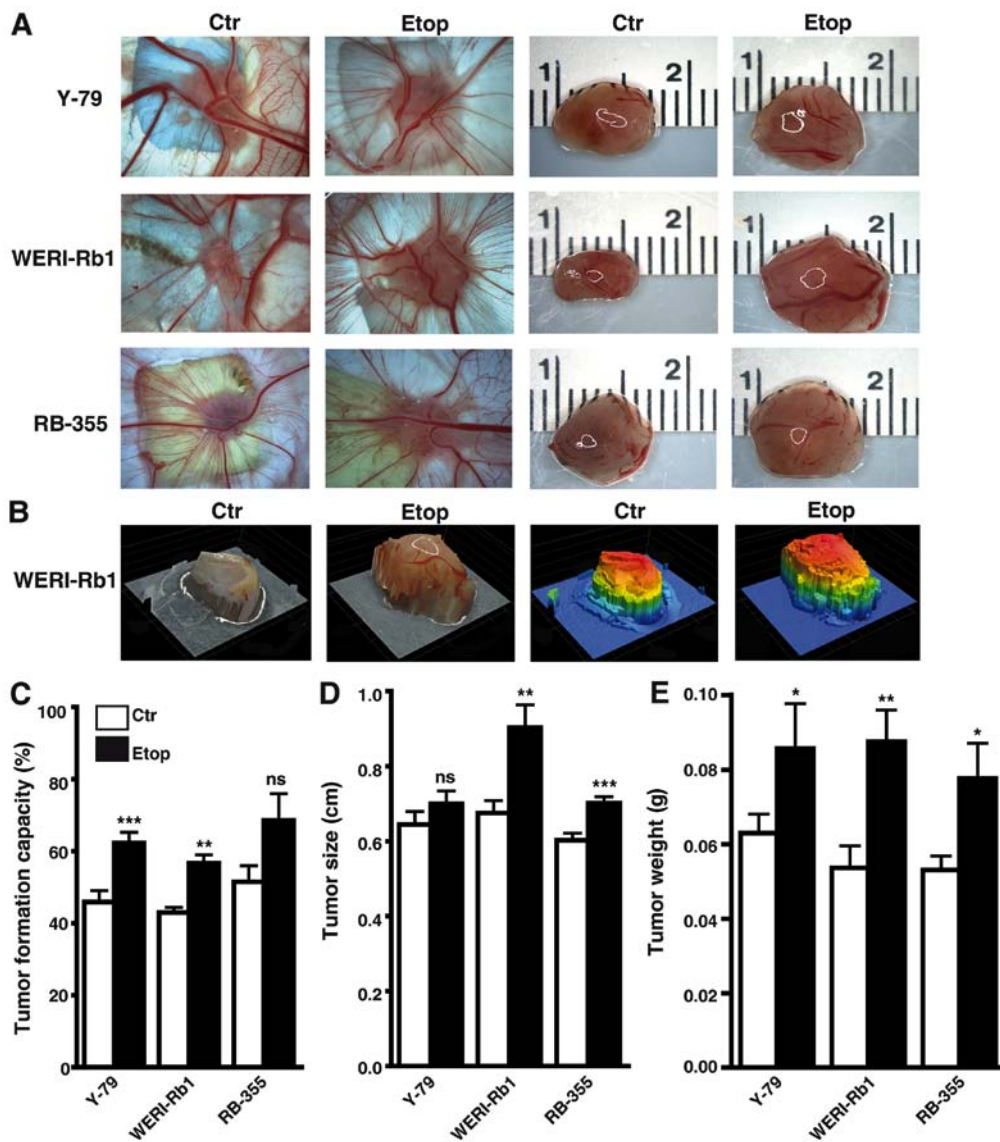 A Ctr Etop Ctr Etop
Y-79
1 2 1 2
WERI-Rb1
1 2 1 2
RB-355
1 2 1 2
B Ctr Etop Ctr Etop
WERI-Rb1
C
Tumor formation capacity (%)
100
80
60
40
20
0
Ctr
Etop
***
**
ns
Y-79
WERI-Rb1
RB-355
D
Tumor size (cm)
1.0
0.8
0.6
0.4
0.2
0.0
ns
**
***
Y-79
WERI-Rb1
RB-355
E
Tumor weight (g)
0.10
0.08
0.06
0.04
0.02
0.00
*
**
*
Y-79
WERI-Rb1
RB-355